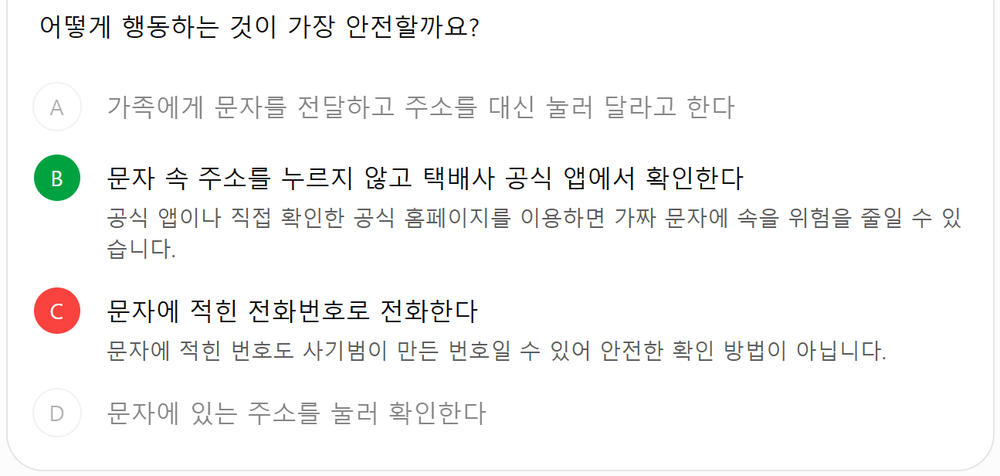 어떻게 행동하는 것이 가장 안전할까요?
A 가족에게 문자를 전달하고 주소를 대신 눌러 달라고 한다
B 문자 속 주소를 누르지 않고 택배사 공식 앱에서 확인한다
공식 앱이나 직접 확인한 공식 홈페이지를 이용하면 가짜 문자에 속을 위험을 줄일 수 있
습니다.
C 문자에 적힌 전화번호로 전화한다
문자에 적힌 번호도 사기범이 만든 번호일 수 있어 안전한 확인 방법이 아닙니다.
D 문자에 있는 주소를 눌러 확인한다